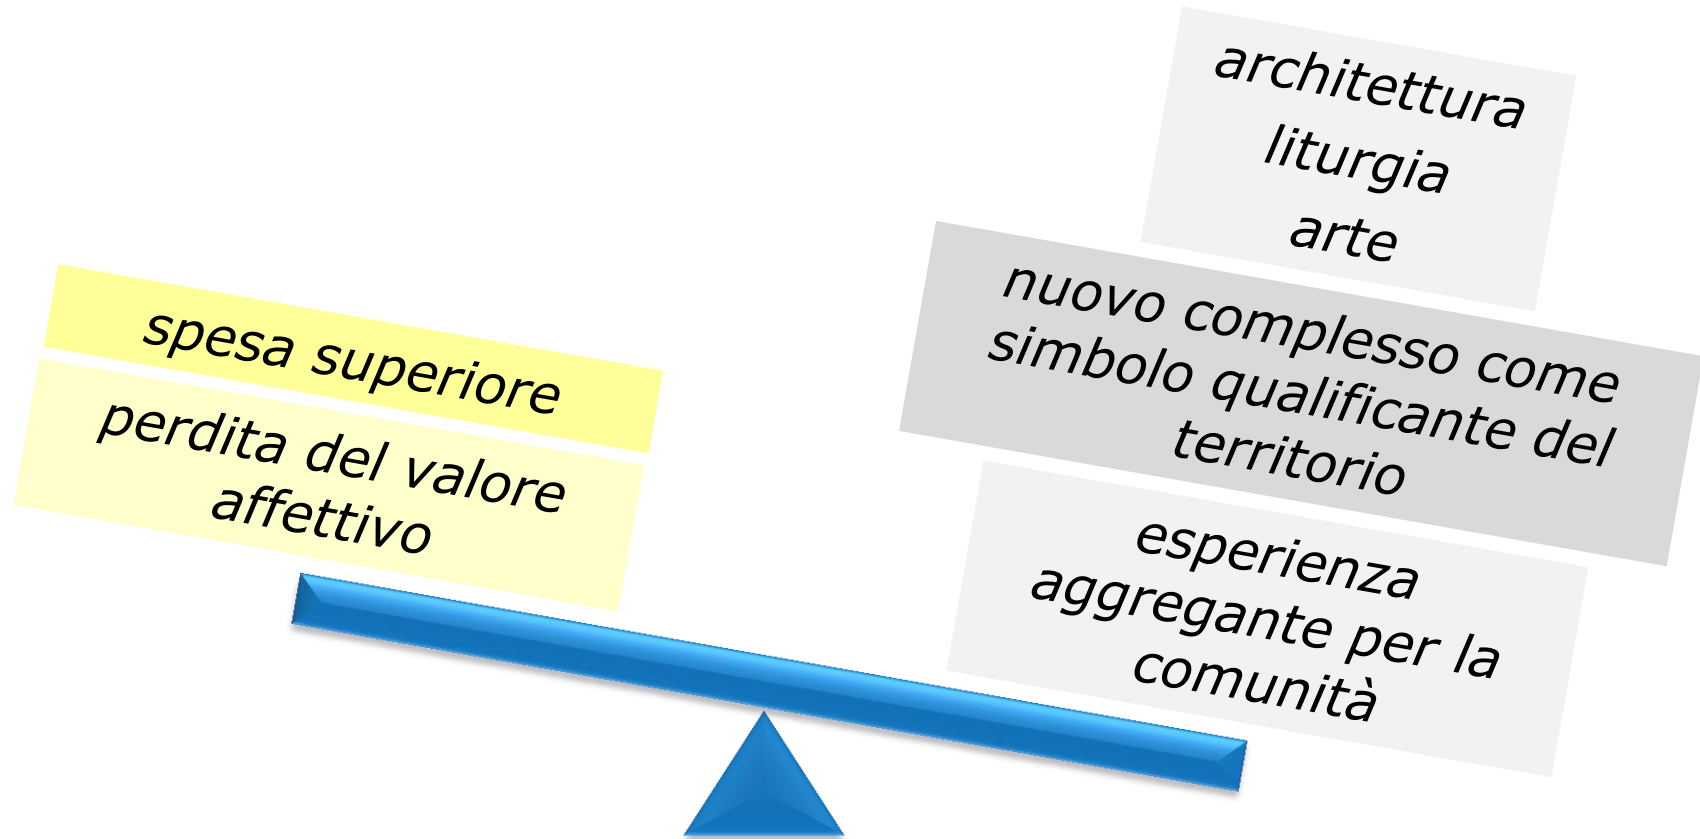 spesa superiore
perdita del valore
affettivo
architettura
liturgia
arte
nuovo complesso come
simbolo qualificante del
territorio
esperienza
aggregante per la
comunità